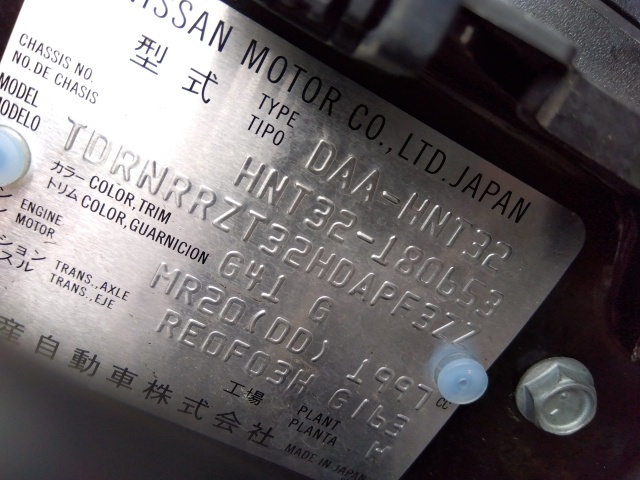 NISSAN MOTOR CO.,LTD.JAPAN
型式 TYPE TIPO DAA-HNT32
CHASSIS NO.
NO.DE CHASIS HNT32-180653
MODEL
MODELO TDRNRRZT32HDAPF3ZZ
カラー COLOR,TRIM
トリム COLOR,GUARNICION G41 G
ENGINE
MOTOR MR20(DD) 1997 CC
TRANS.,AXLE
TRANS.,EJE RE0F03H G163
工場 PLANT
PLANTA W
産自動車株式会社 MADE IN JAPAN